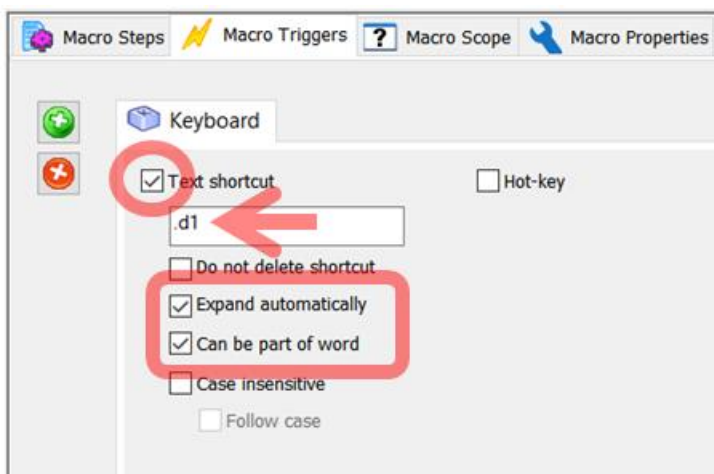 Macro Steps Macro Triggers ? Macro Scope Macro Properties
Keyboard
Text shortcut Hot-key
.d1
Do not delete shortcut
Expand automatically
Can be part of word
Case insensitive
Follow case